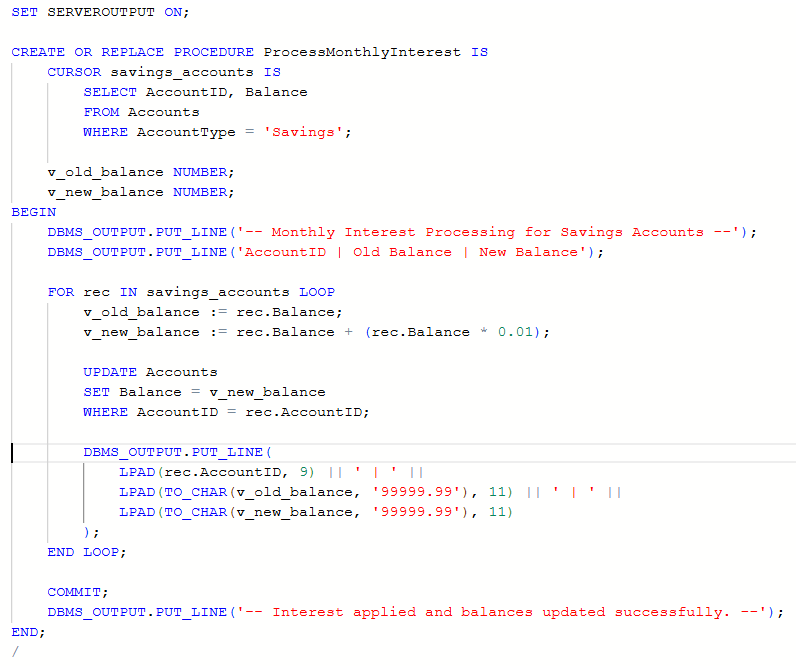 SET SERVEROUTPUT ON;

CREATE OR REPLACE PROCEDURE ProcessMonthlyInterest IS
    CURSOR savings_accounts IS
        SELECT AccountID, Balance
        FROM Accounts
        WHERE AccountType = 'Savings';

    v_old_balance NUMBER;
    v_new_balance NUMBER;
BEGIN
    DBMS_OUTPUT.PUT_LINE('-- Monthly Interest Processing for Savings Accounts --');
    DBMS_OUTPUT.PUT_LINE('AccountID | Old Balance | New Balance');

    FOR rec IN savings_accounts LOOP
        v_old_balance := rec.Balance;
        v_new_balance := rec.Balance + (rec.Balance * 0.01);

        UPDATE Accounts
        SET Balance = v_new_balance
        WHERE AccountID = rec.AccountID;

        DBMS_OUTPUT.PUT_LINE(
            LPAD(rec.AccountID, 9) || ' | ' ||
            LPAD(TO_CHAR(v_old_balance, '99999.99'), 11) || ' | ' ||
            LPAD(TO_CHAR(v_new_balance, '99999.99'), 11)
        );
    END LOOP;

    COMMIT;
    DBMS_OUTPUT.PUT_LINE('-- Interest applied and balances updated successfully. --');
END;
/